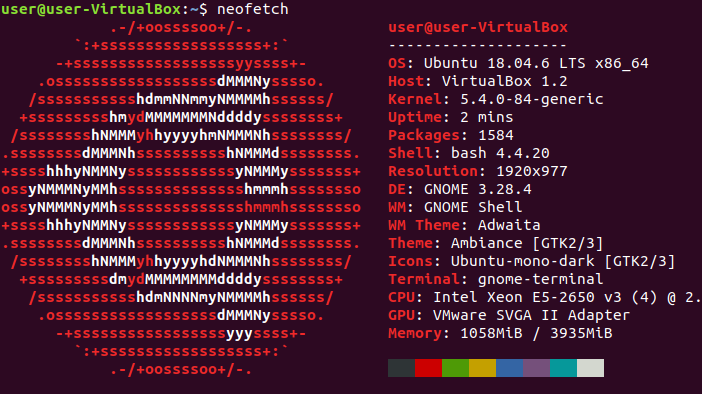 user@user-VirtualBox:~$ neofetch
.-/+oossssoo+/-.               user@user-VirtualBox
`:+ssssssssssssssssss+:`           --------------------
-+ssssssssssssssssssyyssss+-         OS: Ubuntu 18.04.6 LTS x86_64
.ossssssssssssssssssdMMMNysssso.       Host: VirtualBox 1.2
/ssssssssssshdmmNNmmyNMMMMhssssss/      Kernel: 5.4.0-84-generic
+ssssssssshmydMMMMMMMNddddyssssssss+     Uptime: 2 mins
/sssssssshNMMMyhhyyyyhmNMMMNhssssssss/    Packages: 1584
.ssssssssdMMMNhsssssssssshNMMMdssssssss.   Shell: bash 4.4.20
+sssshhhyNMMNyssssssssssssyNMMMysssssss+   Resolution: 1920x977
ossyNMMMNyMMhsssssssssssssshmmmhssssssso   DE: GNOME 3.28.4
ossyNMMMNyMMhsssssssssssssshmmmhssssssso   WM: GNOME Shell
+sssshhhyNMMNyssssssssssssyNMMMysssssss+   WM Theme: Adwaita
.ssssssssdMMMNhsssssssssshNMMMdssssssss.   Theme: Ambiance [GTK2/3]
/sssssssshNMMMyhhyyyyhdNMMMNhssssssss/    Icons: Ubuntu-mono-dark [GTK2/3]
+sssssssssdmydMMMMMMMMddddyssssssss+     Terminal: gnome-terminal
/ssssssssssshdmNNNNmyNMMMMhssssss/      CPU: Intel Xeon E5-2650 v3 (4) @ 2.
.ossssssssssssssssssdMMMNysssso.       GPU: VMware SVGA II Adapter
-+sssssssssssssssssyyyssss+-         Memory: 1058MiB / 3935MiB
`:+ssssssssssssssssss+:`
.-/+oossssoo+/-.